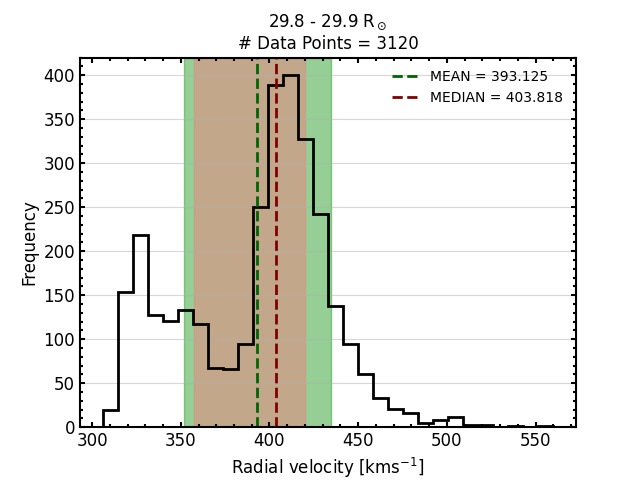 29.8 - 29.9 R⊙
# Data Points = 3120
MEAN = 393.125
MEDIAN = 403.818
400
350
300
250
200
150
100
50
0
Frequency
300 350 400 450 500 550
Radial velocity [kms⁻¹]